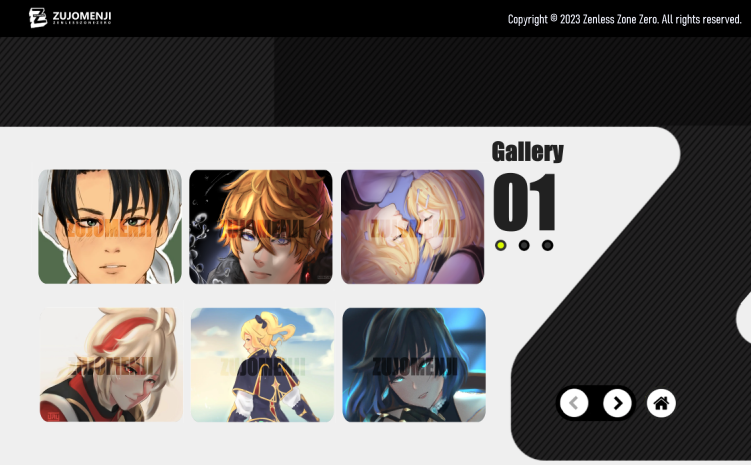 ZUJOMENJI
ZENLESSZONEZERO
Copyright © 2023 Zenless Zone Zero. All rights reserved.
Gallery
01
ZUJOMENJI
ZUJOMENJI
ZUJOMENJI
ZUJOMENJI
ZUJOMENJI
ZUJOMENJI